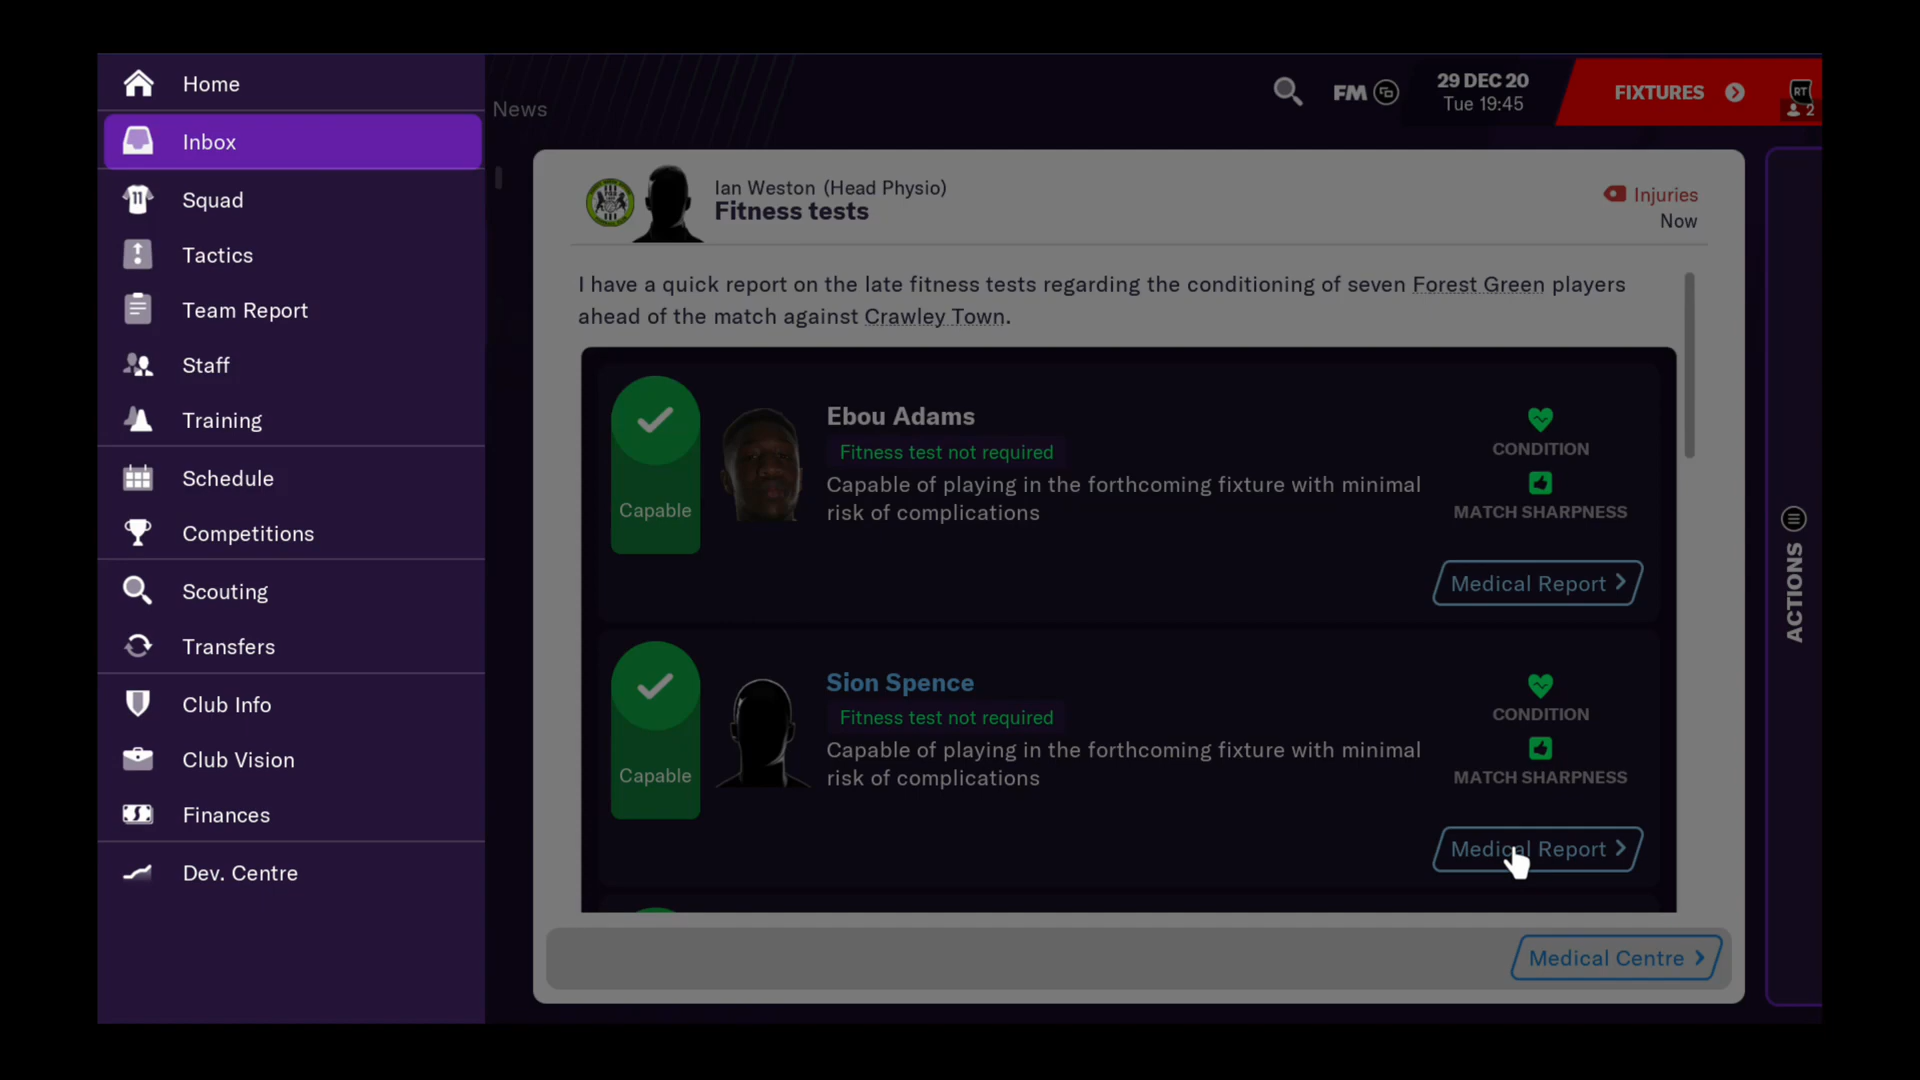 Home
Inbox
Squad
Tactics
Team Report
Staff
Training
Schedule
Competitions
Scouting
Transfers
Club Info
Club Vision
Finances
Dev. Centre
News
FM
29 DEC 20
Tue 19:45
FIXTURES
RT
2
Ian Weston (Head Physio)
Fitness tests
Injuries
Now
I have a quick report on the late fitness tests regarding the conditioning of seven Forest Green players
ahead of the match against Crawley Town.
Capable
Ebou Adams
Fitness test not required
Capable of playing in the forthcoming fixture with minimal
risk of complications
CONDITION
MATCH SHARPNESS
Medical Report
Capable
Sion Spence
Fitness test not required
Capable of playing in the forthcoming fixture with minimal
risk of complications
CONDITION
MATCH SHARPNESS
Medical Report
Medical Centre
ACTIONS
11